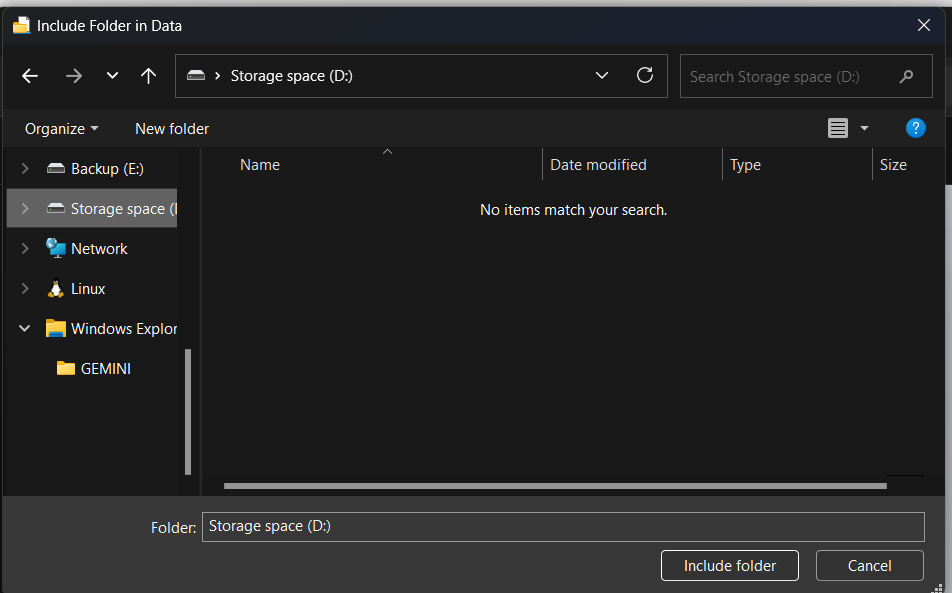 Include Folder in Data
Storage space (D:)
Search Storage space (D:)
Organize
New folder
?
Backup (E:)
Storage space (
Network
Linux
Windows Explor
GEMINI
Name
Date modified
Type
Size
No items match your search.
Folder:
Storage space (D:)
Include folder
Cancel